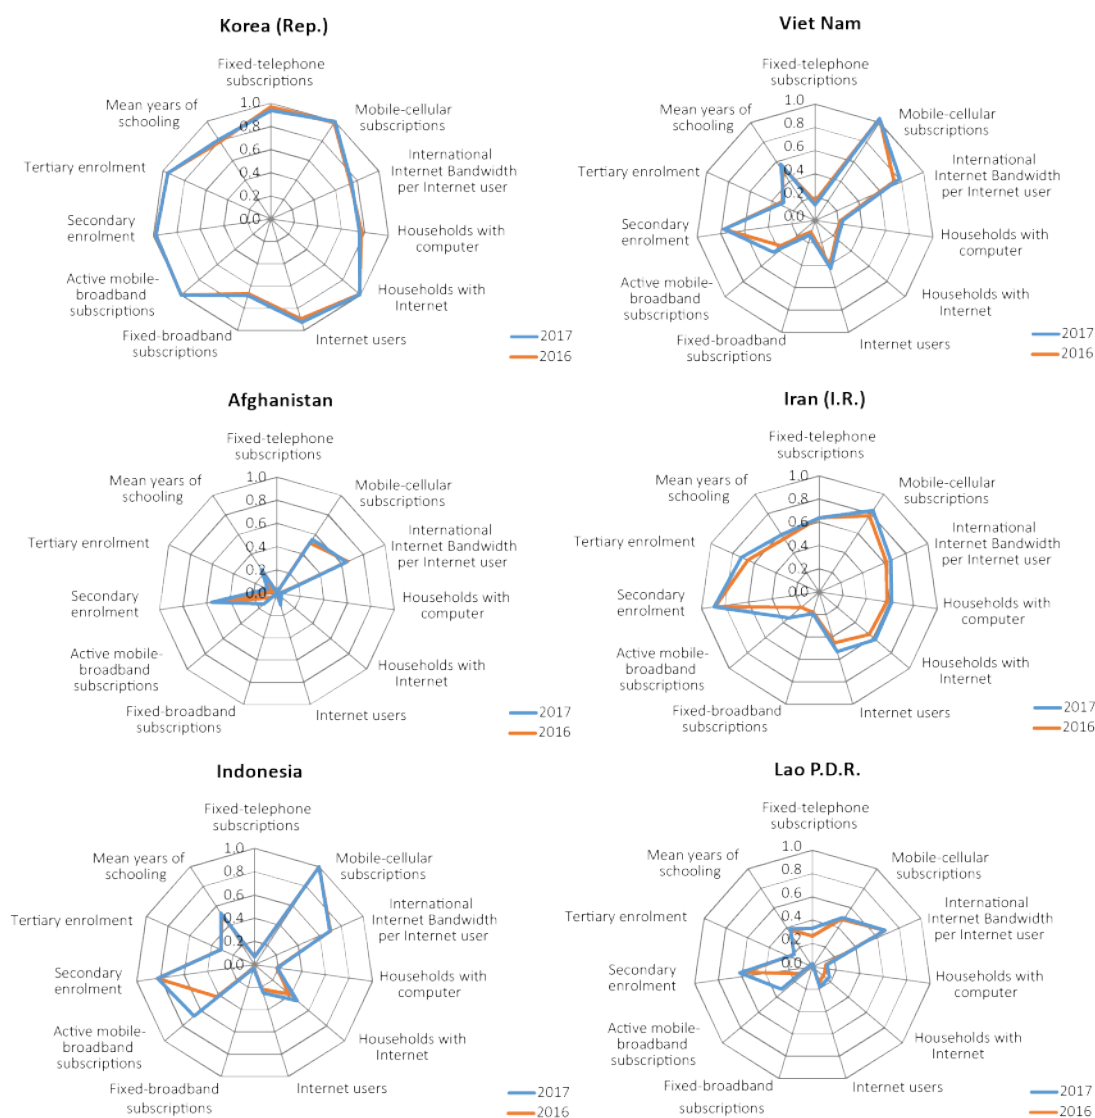 Korea (Rep.)
Fixed-telephone
subscriptions
Mean years of
schooling
1.0
0.8
0.6
0.4
0.2
0.0
Mobile-cellular
subscriptions
International
Internet Bandwidth
per Internet user
Tertiary enrolment
Secondary
enrolment
Households with
computer
Active mobile-
broadband
subscriptions
Households with
Internet
Fixed-broadband
subscriptions
Internet users
2017
2016
Viet Nam
Fixed-telephone
subscriptions
Mean years of
schooling
1.0
0.8
0.6
0.4
0.2
0.0
Mobile-cellular
subscriptions
International
Internet Bandwidth
per Internet user
Tertiary enrolment
Secondary
enrolment
Households with
computer
Active mobile-
broadband
subscriptions
Households with
Internet
Fixed-broadband
subscriptions
Internet users
2017
2016
Afghanistan
Fixed-telephone
subscriptions
Mean years of
schooling
1.0
0.8
0.6
0.4
0.2
0.0
Mobile-cellular
subscriptions
International
Internet Bandwidth
per Internet user
Tertiary enrolment
Secondary
enrolment
Households with
computer
Active mobile-
broadband
subscriptions
Households with
Internet
Fixed-broadband
subscriptions
Internet users
2017
2016
Iran (I.R.)
Fixed-telephone
subscriptions
Mean years of
schooling
1.0
0.8
0.6
0.4
0.2
0.0
Mobile-cellular
subscriptions
International
Internet Bandwidth
per Internet user
Tertiary enrolment
Secondary
enrolment
Households with
computer
Active mobile-
broadband
subscriptions
Households with
Internet
Fixed-broadband
subscriptions
Internet users
2017
2016
Indonesia
Fixed-telephone
subscriptions
Mean years of
schooling
1.0
0.8
0.6
0.4
0.2
0.0
Mobile-cellular
subscriptions
International
Internet Bandwidth
per Internet user
Tertiary enrolment
Secondary
enrolment
Households with
computer
Active mobile-
broadband
subscriptions
Households with
Internet
Fixed-broadband
subscriptions
Internet users
2017
2016
Lao P.D.R.
Fixed-telephone
subscriptions
Mean years of
schooling
1.0
0.8
0.6
0.4
0.2
0.0
Mobile-cellular
subscriptions
International
Internet Bandwidth
per Internet user
Tertiary enrolment
Secondary
enrolment
Households with
computer
Active mobile-
broadband
subscriptions
Households with
Internet
Fixed-broadband
subscriptions
Internet users
2017
2016